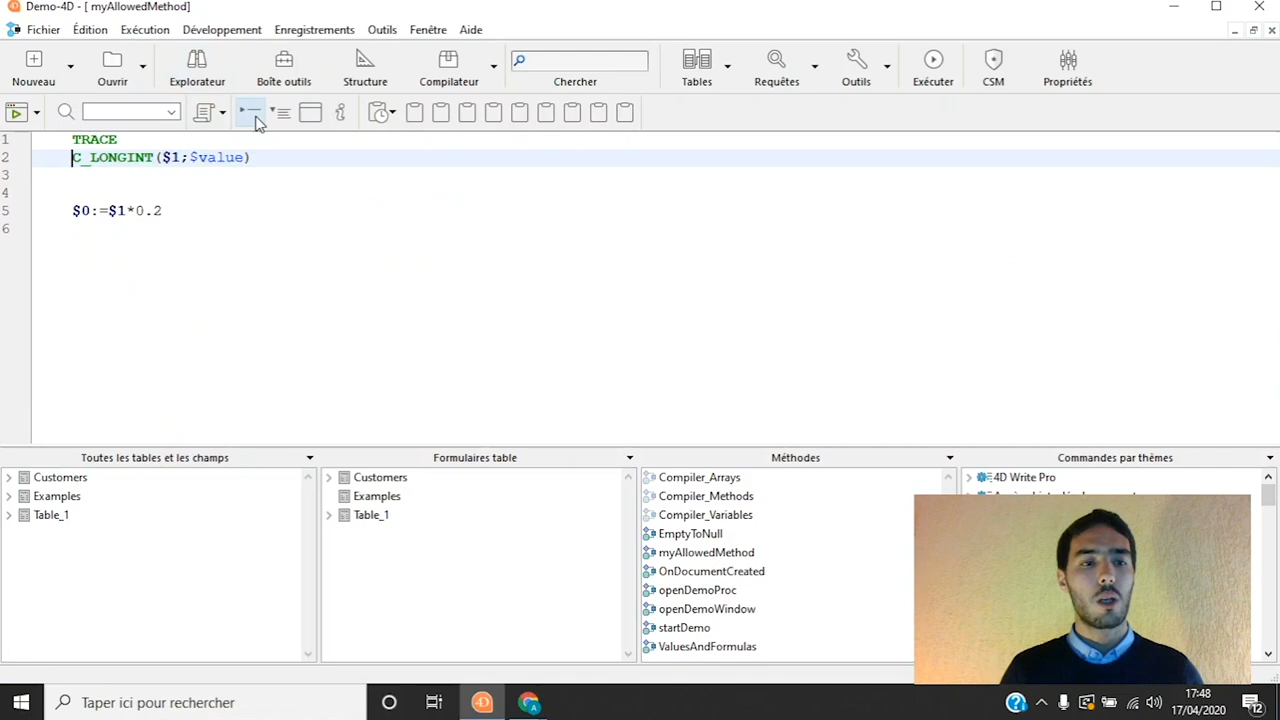 Demo-4D - [ myAllowedMethod]
Fichier Édition Exécution Développement Enregistrements Outils Fenêtre Aide
Nouveau Ouvrir Explorateur Boîte outils Structure Compilateur Chercher Tables Requêtes Outils Exécuter CSM Propriétés
1 TRACE
2 C_LONGINT($1;$value)
3
4
5 $0:=$1*0.2
6
Toutes les tables et les champs Formulaires table Méthodes Commandes par thèmes
Customers Customers Compiler_Arrays 4D Write Pro
Examples Examples Compiler_Methods
Table_1 Table_1 Compiler_Variables
EmptyToNull
myAllowedMethod
OnDocumentCreated
openDemoProc
openDemoWindow
startDemo
ValuesAndFormulas
Taper ici pour rechercher
4D
17:48
17/04/2020
12